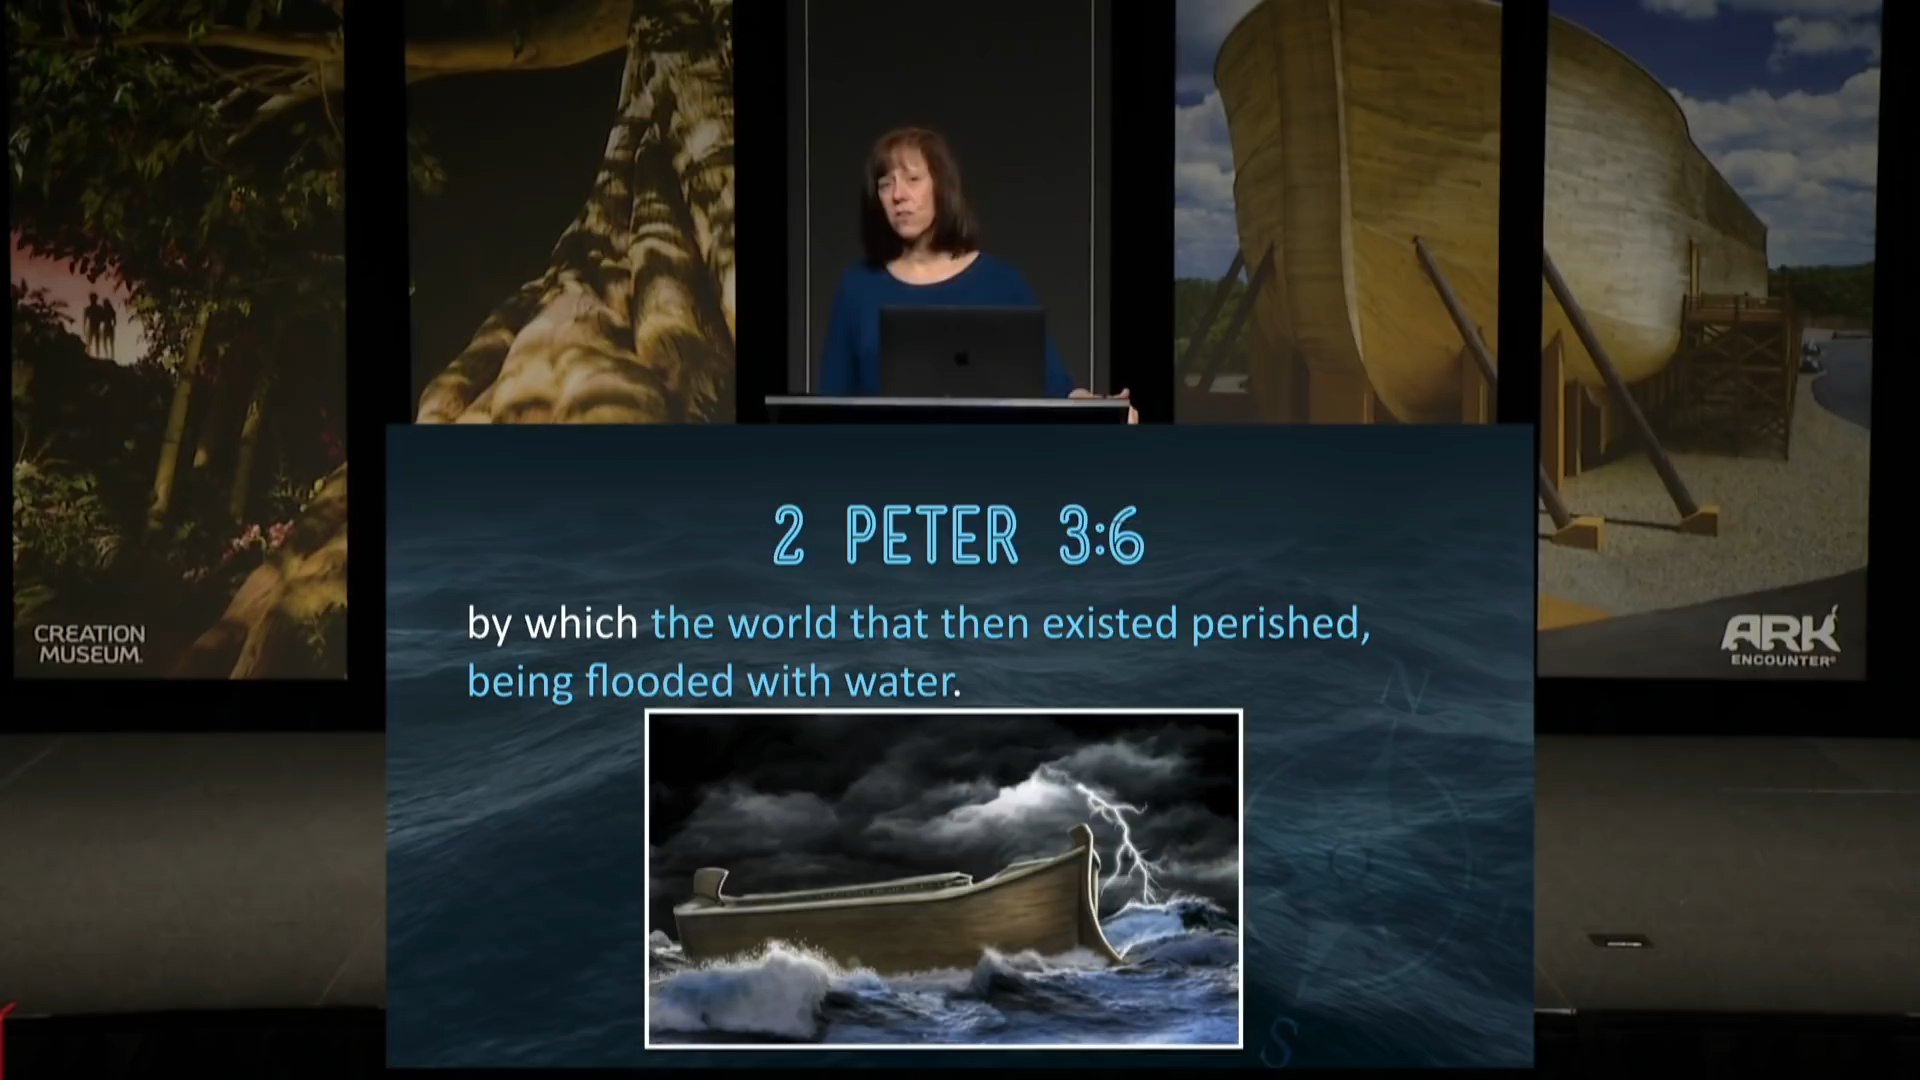 2 PETER 3:6
by which the world that then existed perished,
being flooded with water.
N
S
CREATION
MUSEUM.
ARK
ENCOUNTER®